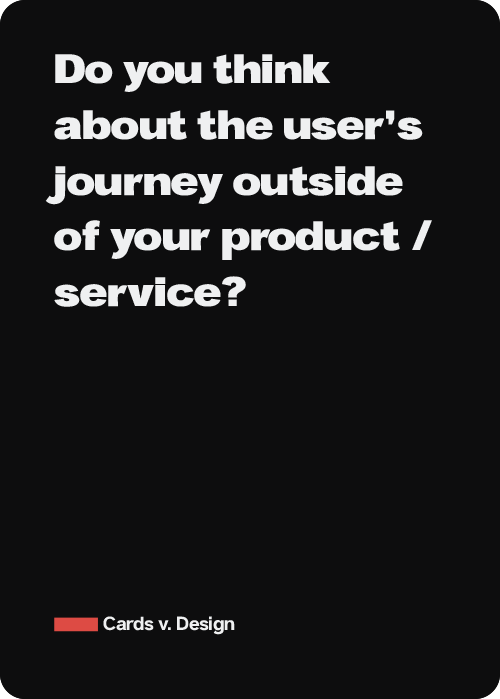 Do you think
about the user's
journey outside
of your product /
service?
Cards v. Design